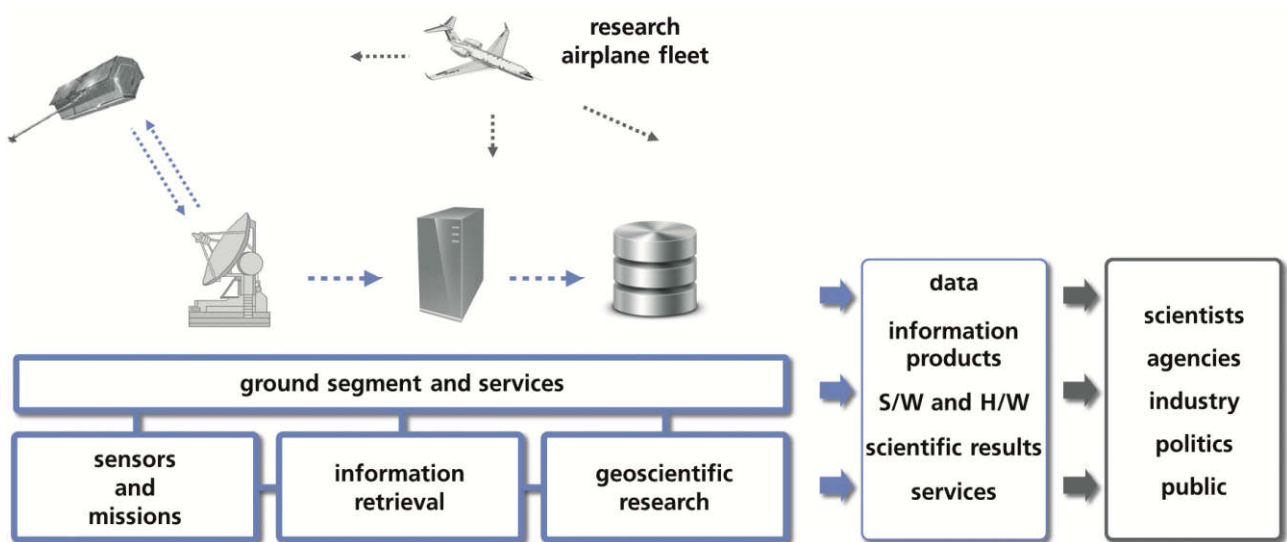 research
airplane fleet
ground segment and services
sensors
and
missions
information
retrieval
geoscientific
research
data
information
products
S/W and H/W
scientific results
services
scientists
agencies
industry
politics
public